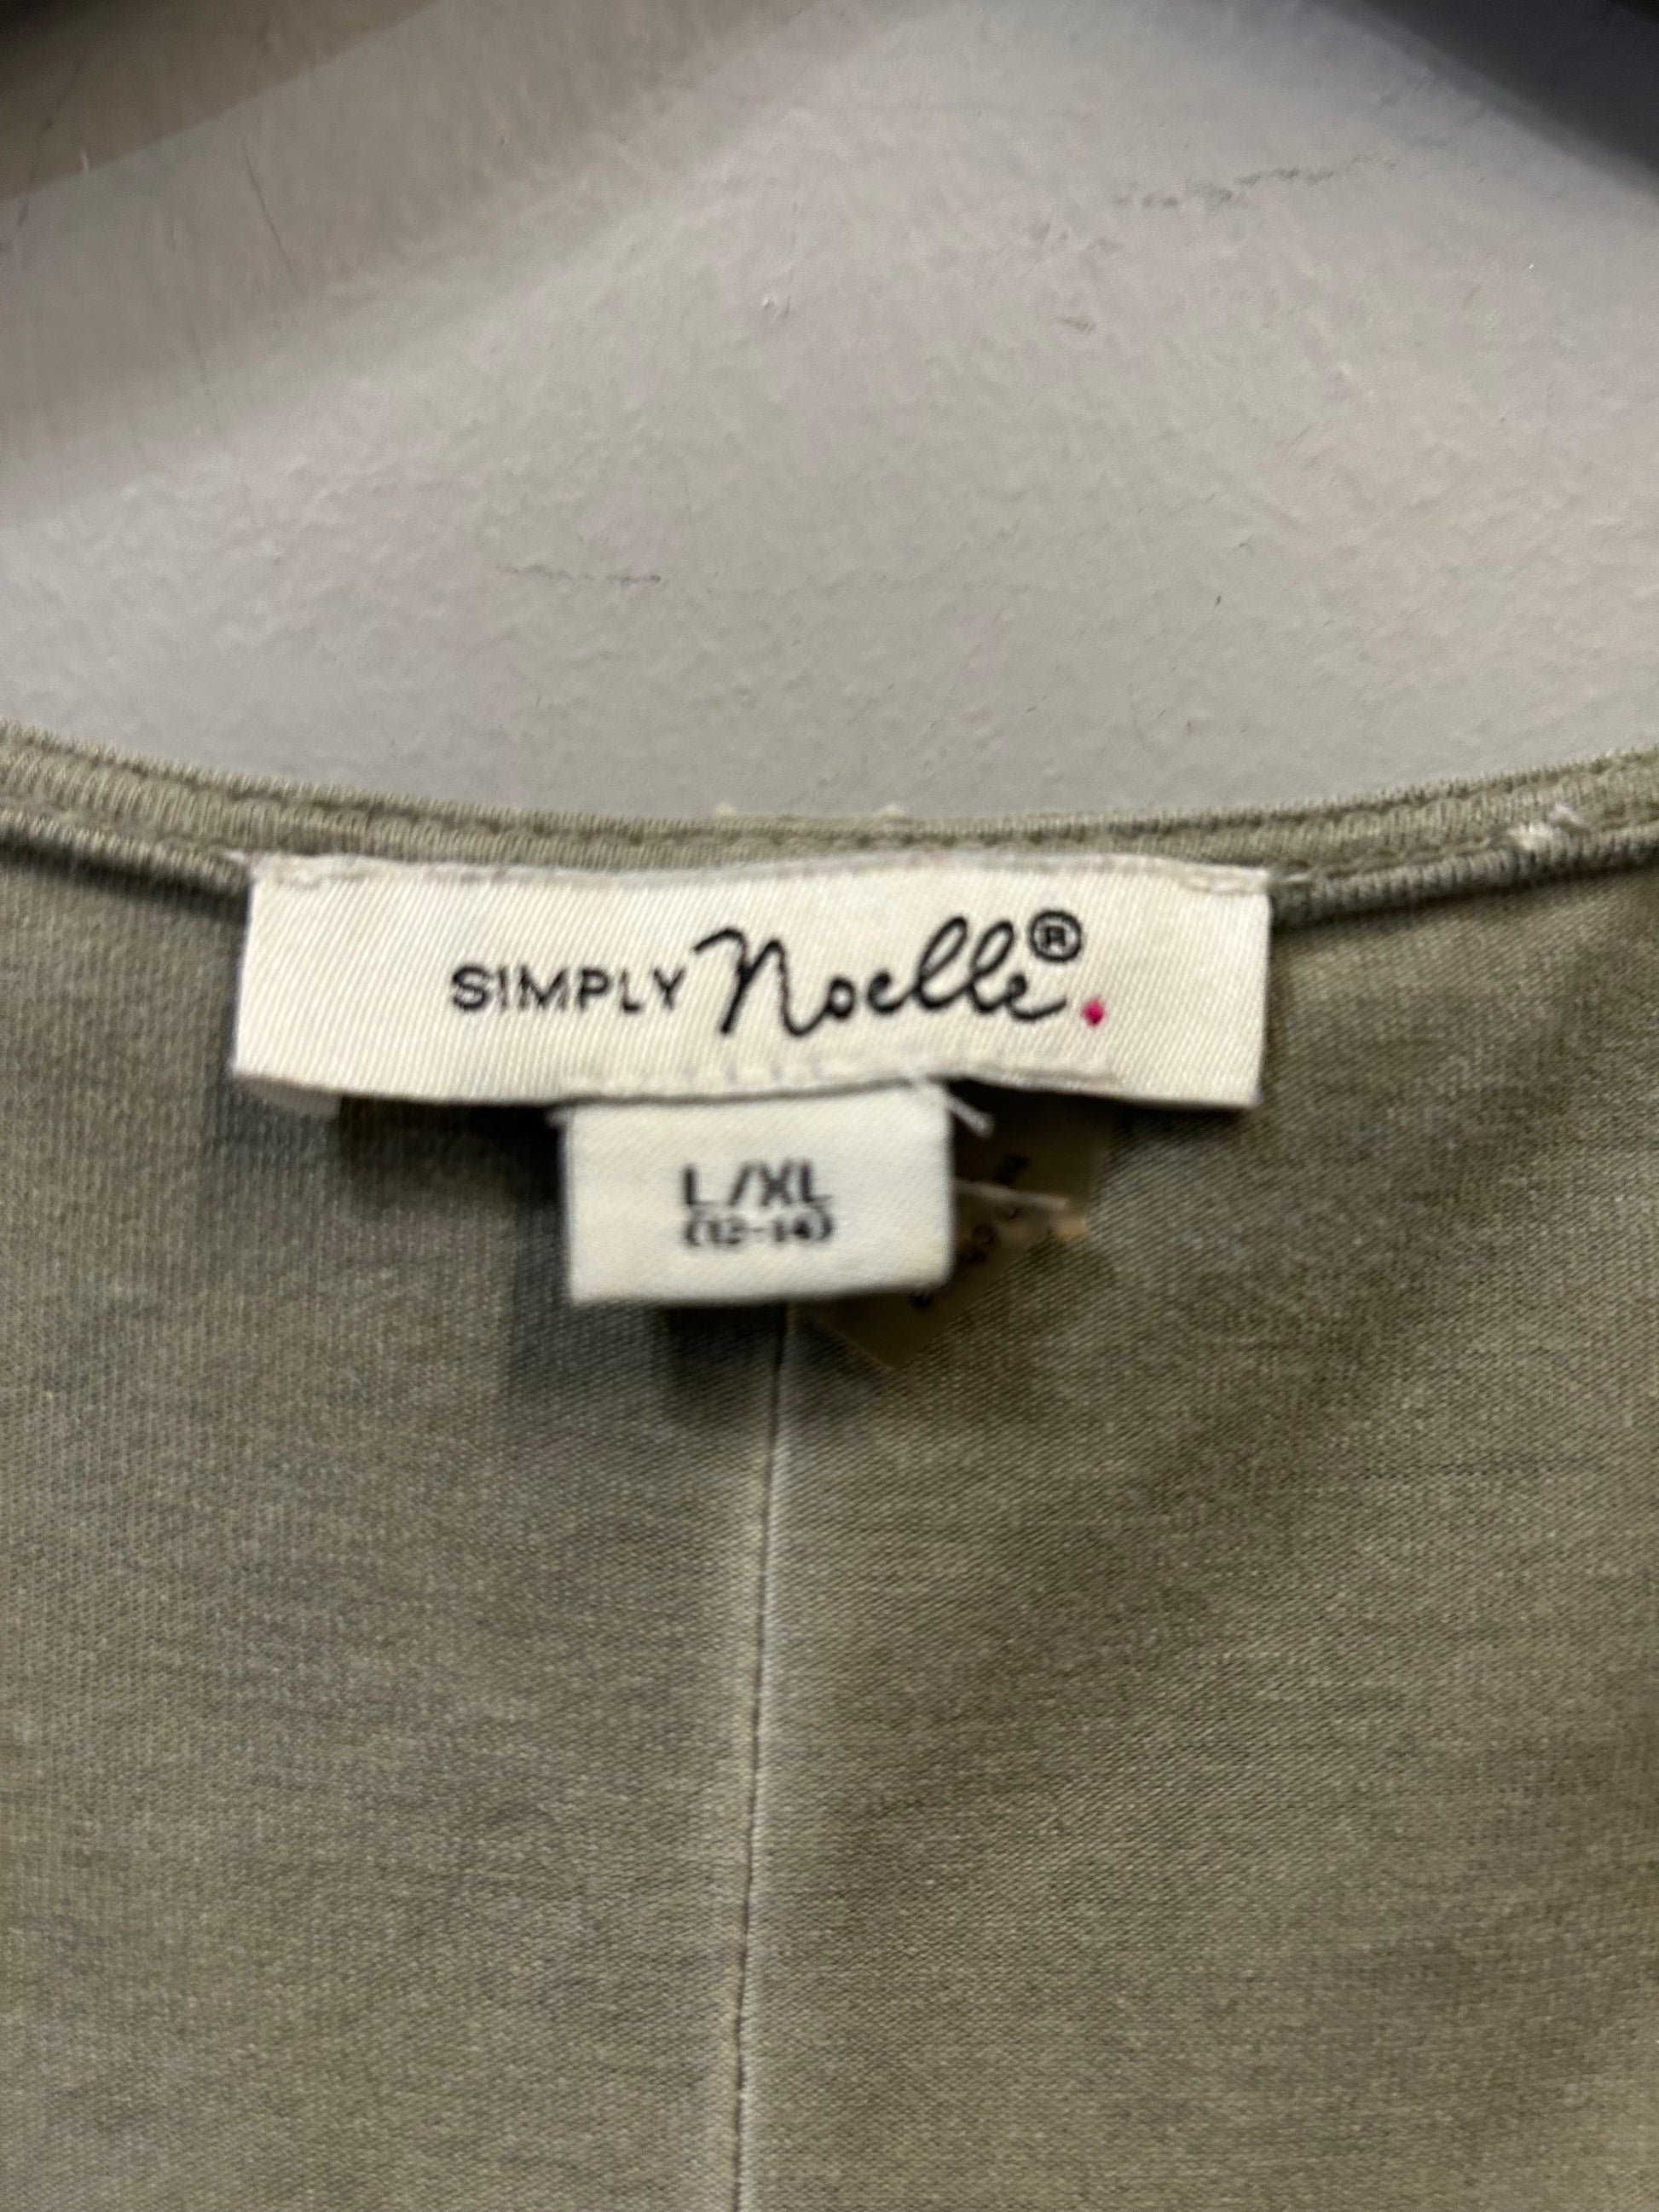 SIMPLY Noelle®.
L/XL
(12-14)